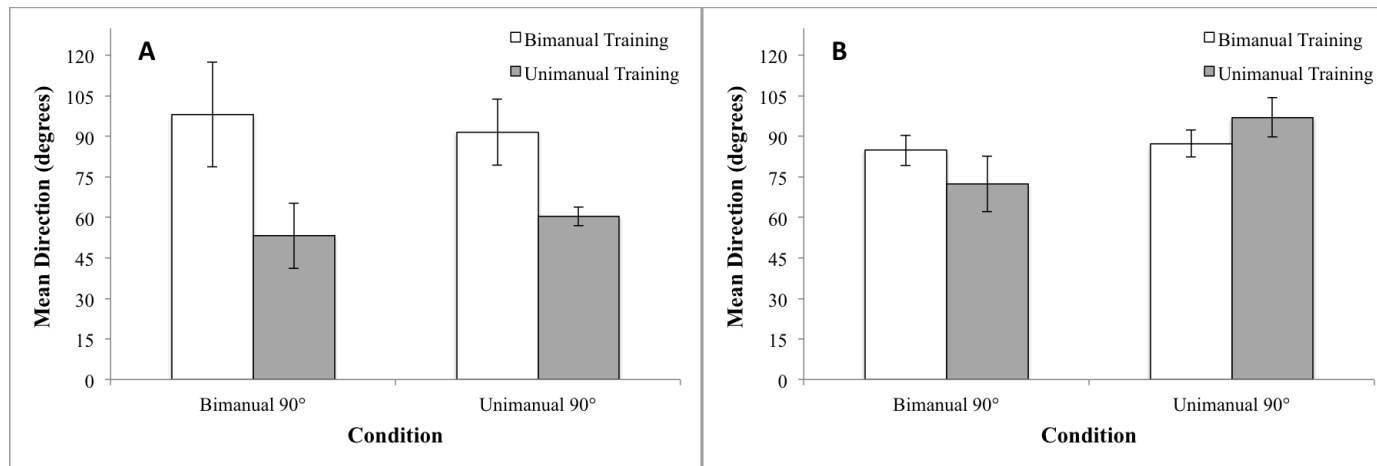 A
Bimanual Training
Unimanual Training
120
105
90
75
60
45
30
15
0
Mean Direction (degrees)
Bimanual 90°
Unimanual 90°
Condition
B
Bimanual Training
Unimanual Training
120
105
90
75
60
45
30
15
0
Mean Direction (degrees)
Bimanual 90°
Unimanual 90°
Condition